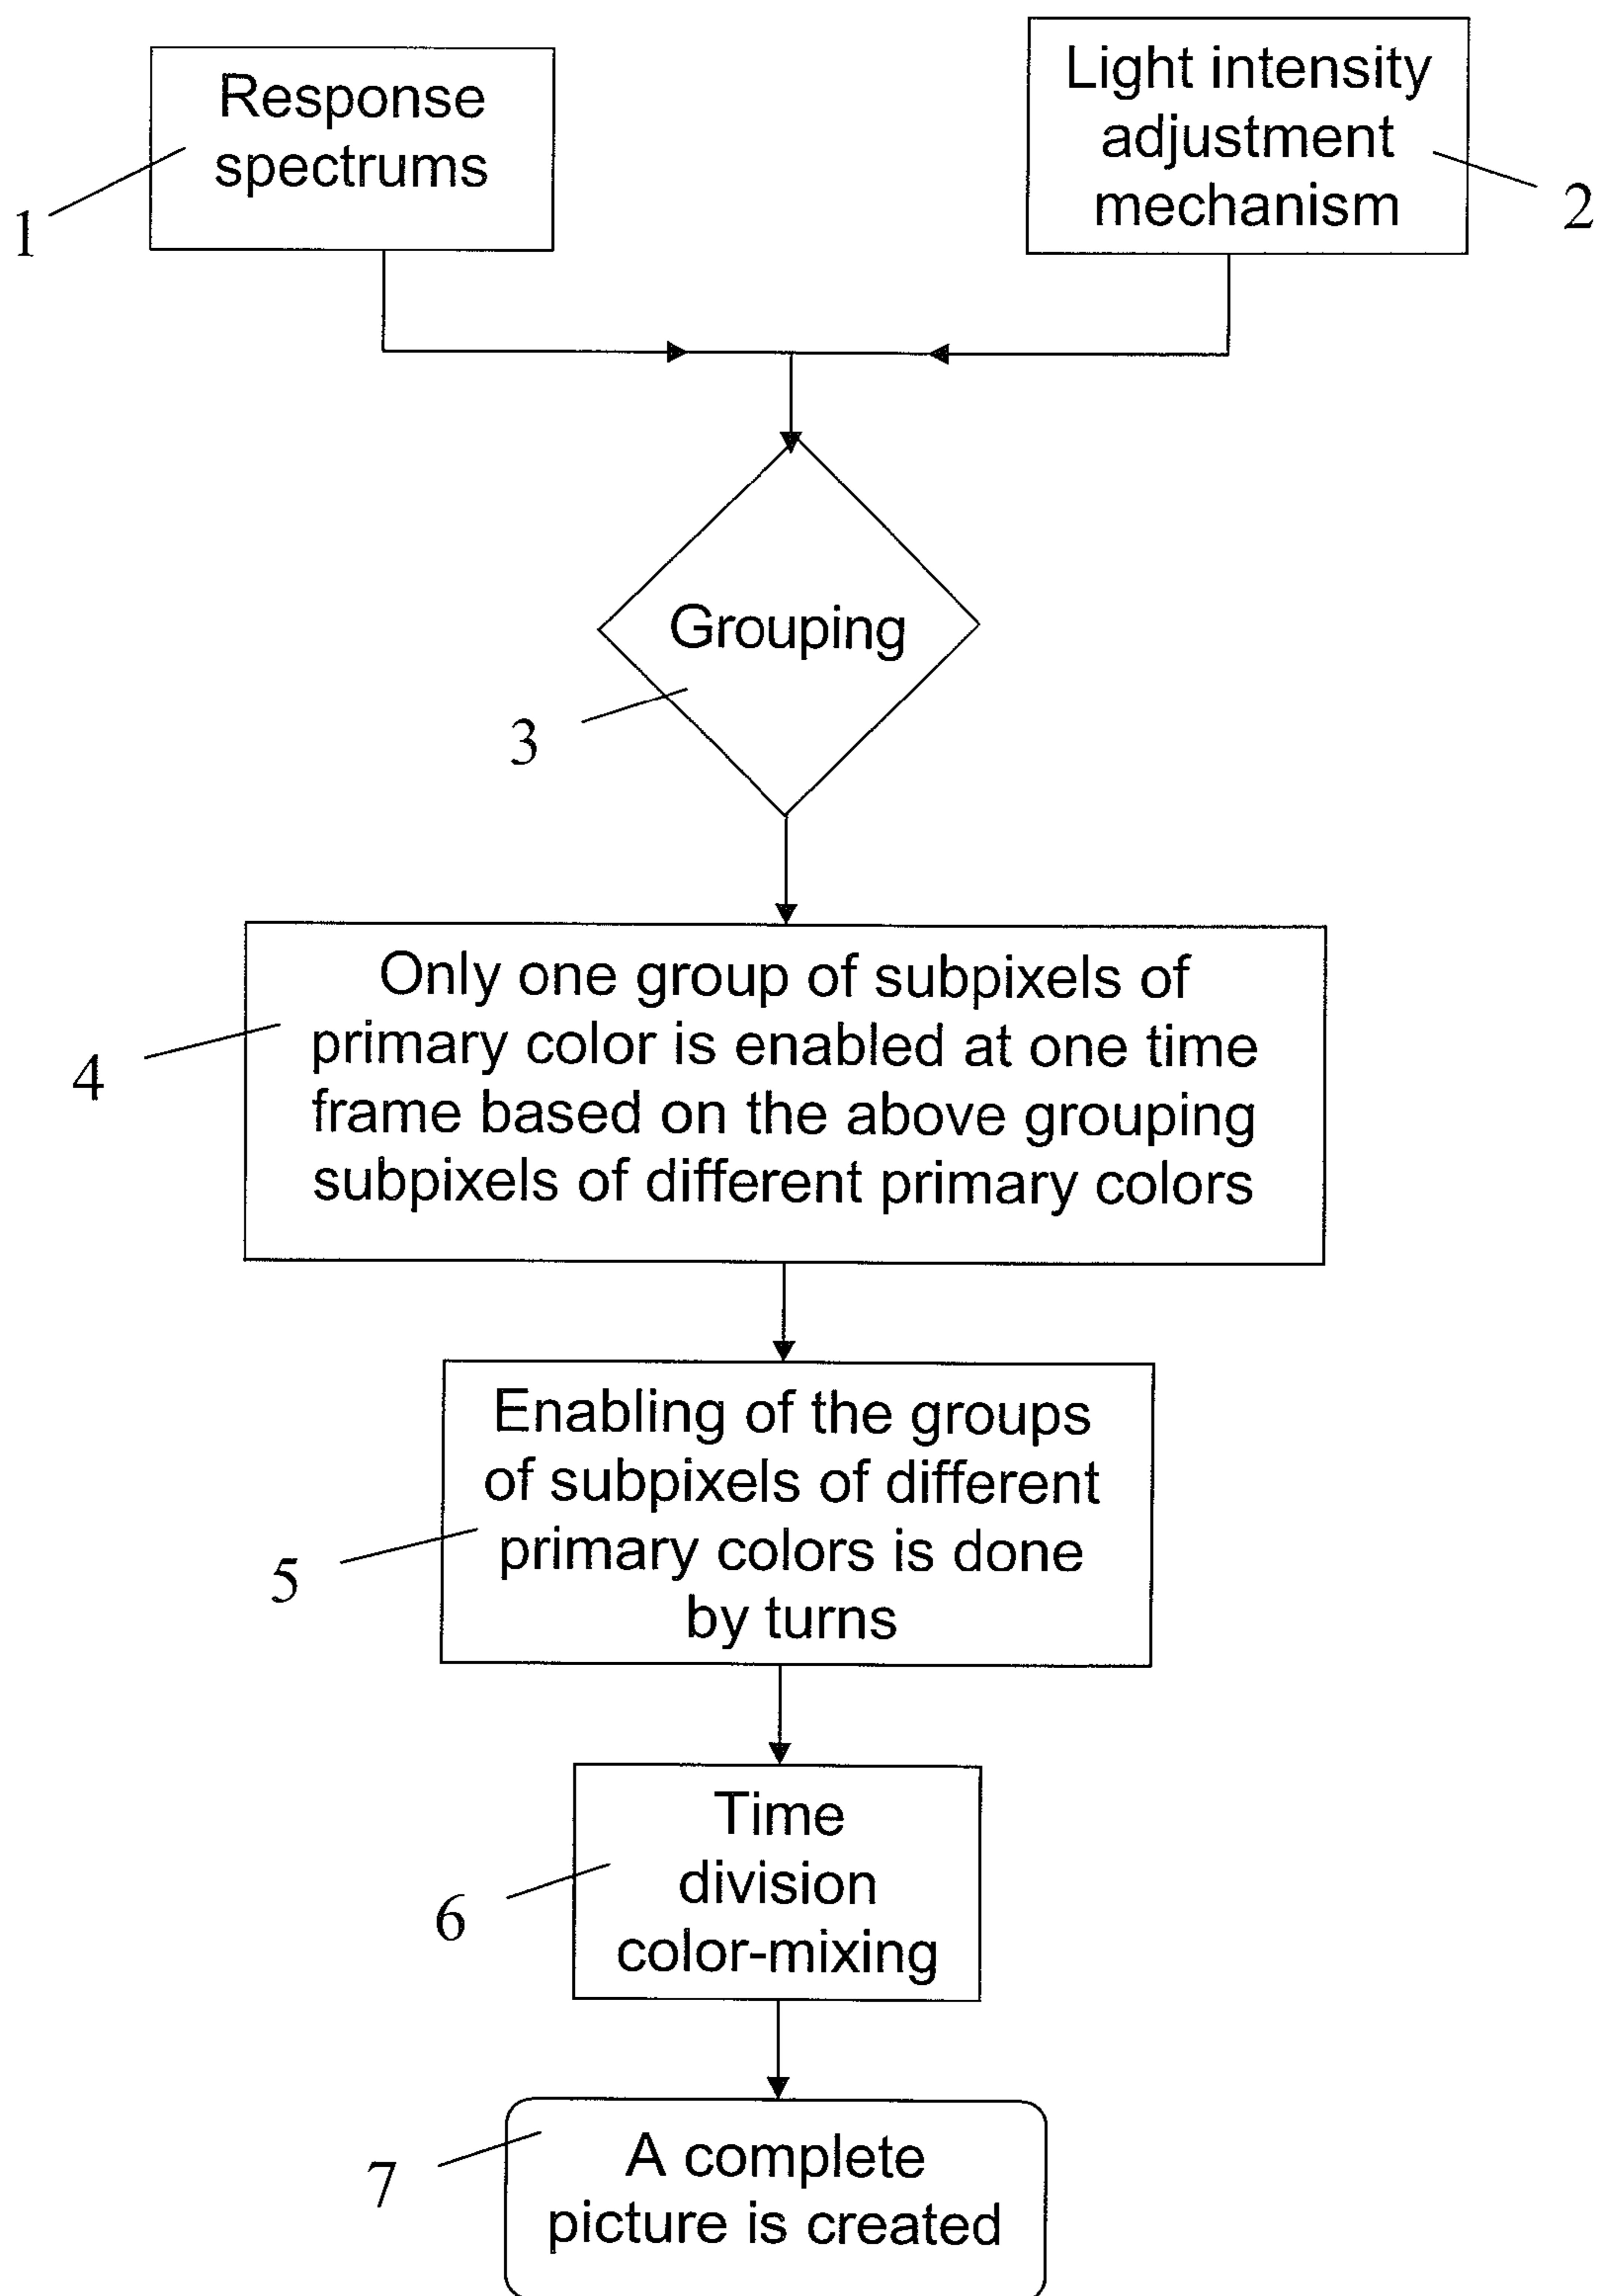 Response
spectrums
1
Light intensity
adjustment
mechanism
2
Grouping
3
Only one group of subpixels of
primary color is enabled at one time
frame based on the above grouping
subpixels of different primary colors
4
Enabling of the groups
of subpixels of different
primary colors is done
by turns
5
Time
division
color-mixing
6
A complete
picture is created
7